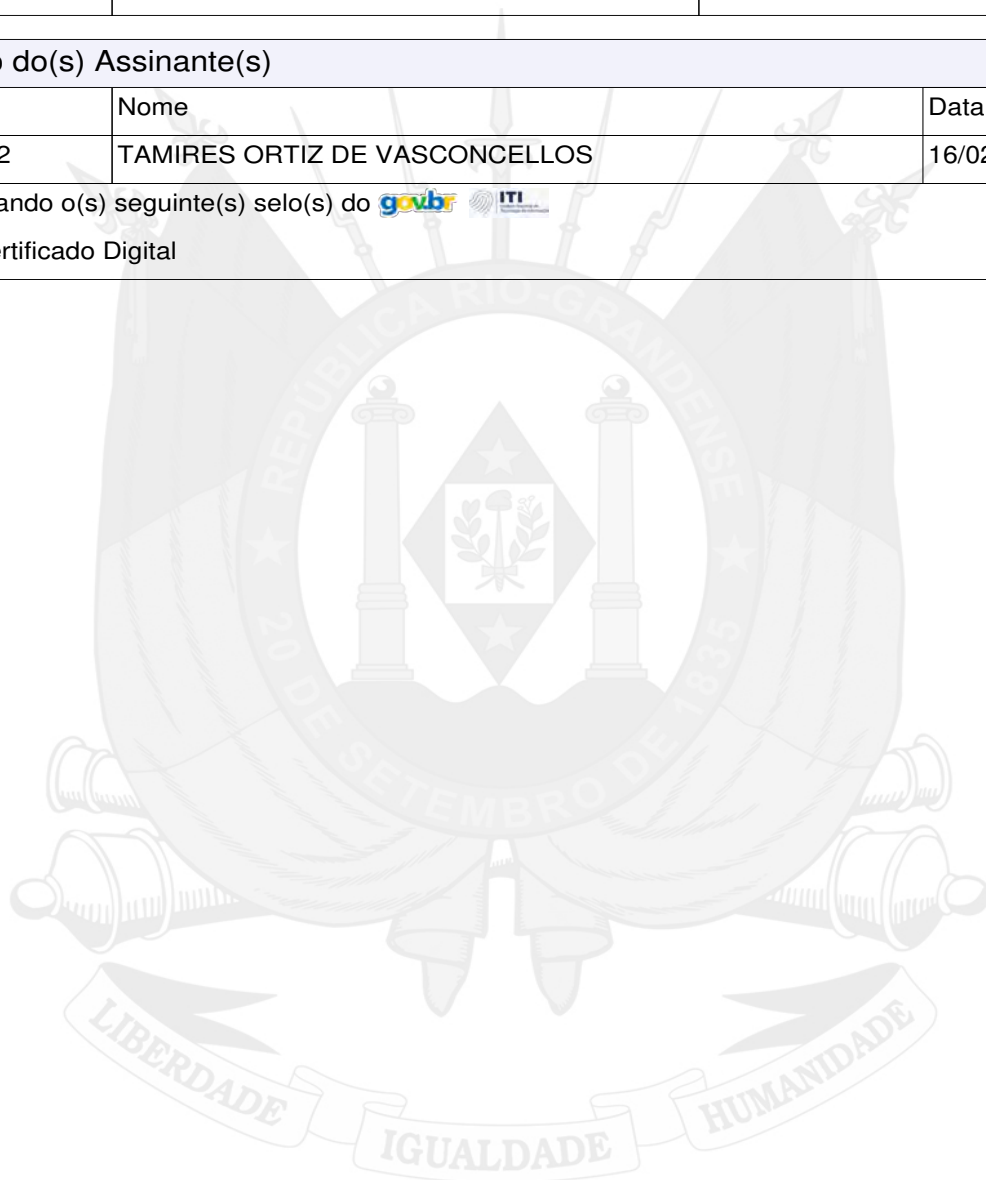 o do(s) Assinante(s)
Nome Data
2 TAMIRES ORTIZ DE VASCONCELLOS 16/02
ando o(s) seguinte(s) selo(s) do gov.br ITI
rtificado Digital
REPÚBLICA RIO-GRANDENSE
20 DE SETEMBRO DE 1835
LIBERDADE IGUALDADE HUMANIDADE